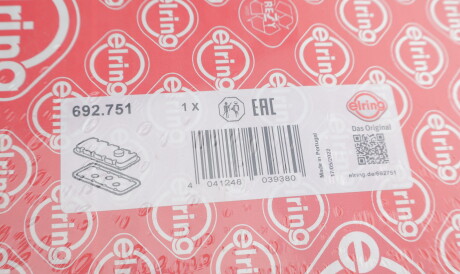 elring
692.751
1 X
EAC
elring
Das Original
4 041248 039380
Made in Portugal
elring.de/692751